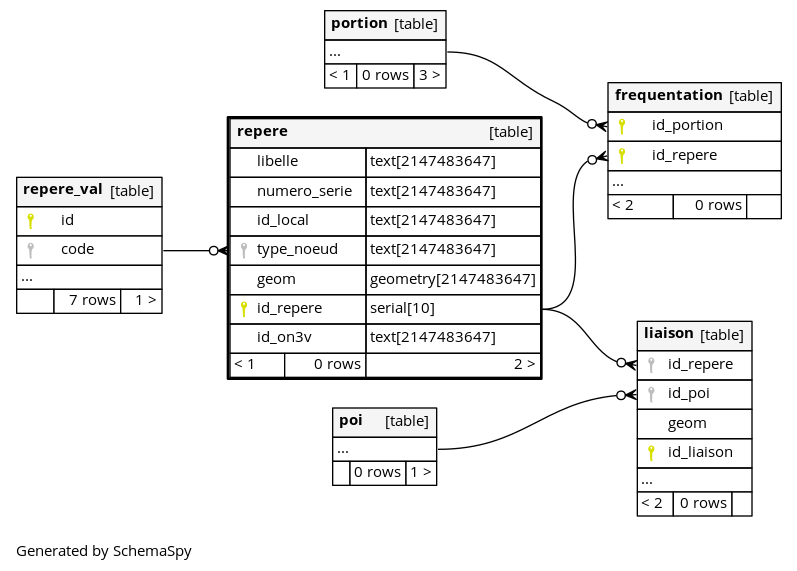 portion [table]
...
< 1 0 rows 3 >
frequentation [table]
id_portion
id_repere
...
< 2 0 rows
repere [table]
libelle text[2147483647]
numero_serie text[2147483647]
id_local text[2147483647]
type_noeud text[2147483647]
geom geometry[2147483647]
id_repere serial[10]
id_on3v text[2147483647]
< 1 0 rows 2 >
repere_val [table]
id
code
...
7 rows 1 >
liaison [table]
id_repere
id_poi
geom
id_liaison
...
< 2 0 rows
poi [table]
...
0 rows 1 >
Generated by SchemaSpy